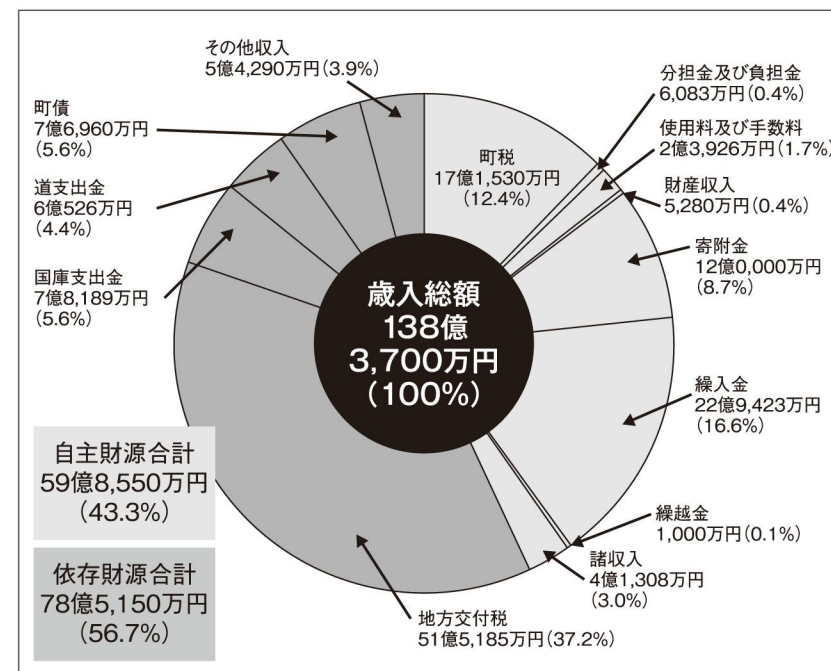 その他収入
5億4,290万円(3.9%)
町債
7億6,960万円
(5.6%)
道支出金
6億526万円
(4.4%)
国庫支出金
7億8,189万円
(5.6%)
町税
17億1,530万円
(12.4%)
分担金及び負担金
6,083万円(0.4%)
使用料及び手数料
2億3,926万円(1.7%)
財産収入
5,280万円(0.4%)
寄附金
12億0,000万円
(8.7%)
歳入総額
138億
3,700万円
(100%)
繰入金
22億9,423万円
(16.6%)
自主財源合計
59億8,550万円
(43.3%)
繰越金
1,000万円(0.1%)
諸収入
4億1,308万円
(3.0%)
依存財源合計
78億5,150万円
(56.7%)
地方交付税
51億5,185万円(37.2%)